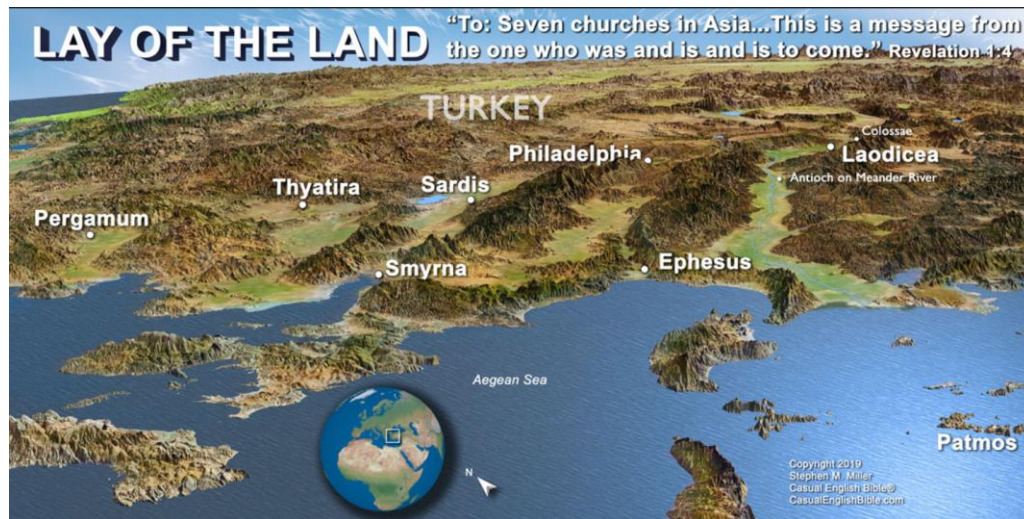 LAY OF THE LAND
“To: Seven churches in Asia...This is a message from
the one who was and is and is to come.” Revelation 1:4
TURKEY
Colossae
Philadelphia
Laodicea
Antioch on Meander River
Thyatira
Sardis
Pergamum
Smyrna
Ephesus
Aegean Sea
Patmos
N
Copyright 2019
Stephen M. Miller
Casual English Bible®
CasualEnglishBible.com